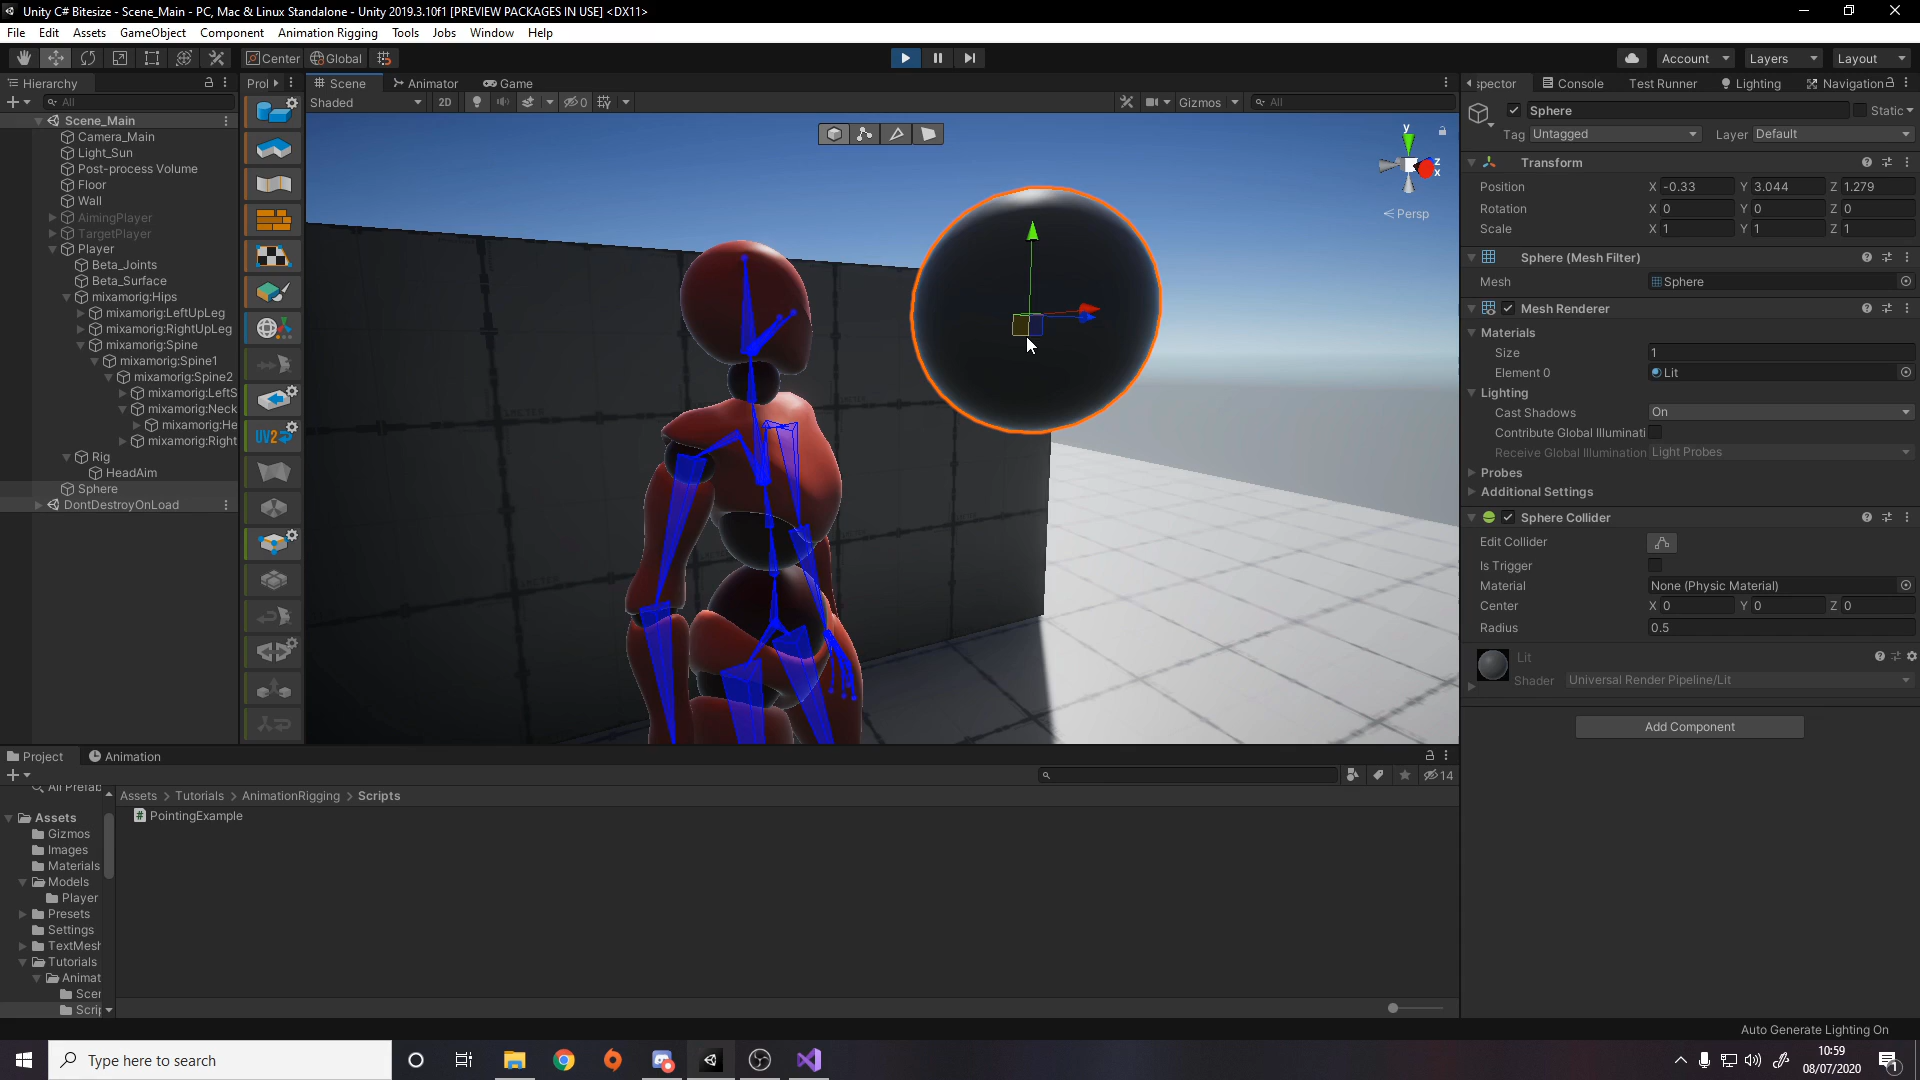 Unity C# Bitesize - Scene_Main - PC, Mac & Linux Standalone - Unity 2019.3.10f1 [PREVIEW PACKAGES IN USE] <DX11>
File Edit Assets GameObject Component Animation Rigging Tools Jobs Window Help
Center Global Account Layers Layout
Hierarchy
All
Scene_Main
Camera_Main
Light_Sun
Post-process Volume
Floor
Wall
AimingPlayer
TargetPlayer
Player
Beta_Joints
Beta_Surface
mixamorig:Hips
mixamorig:LeftUpLeg
mixamorig:RightUpLeg
mixamorig:Spine
mixamorig:Spine1
mixamorig:Spine2
mixamorig:LeftS
mixamorig:Neck
mixamorig:He
mixamorig:Right
Rig
HeadAim
Sphere
DontDestroyOnLoad
Prol
UV2
Scene Animator Game
Shaded 2D 0 Gizmos All
y
z
x
Persp
spector Console Test Runner Lighting Navigation
Sphere Static
Tag Untagged Layer Default
Transform
Position X -0.33 Y 3.044 Z 1.279
Rotation X 0 Y 0 Z 0
Scale X 1 Y 1 Z 1
Sphere (Mesh Filter)
Mesh Sphere
Mesh Renderer
Materials
Size 1
Element 0 Lit
Lighting
Cast Shadows On
Contribute Global Illuminati
Receive Global Illumination Light Probes
Probes
Additional Settings
Sphere Collider
Edit Collider
Is Trigger
Material None (Physic Material)
Center X 0 Y 0 Z 0
Radius 0.5
Lit
Shader Universal Render Pipeline/Lit
Add Component
Project Animation
14
All Prefab
Assets
Gizmos
Images
Materials
Models
Player
Presets
Settings
TextMesh
Tutorials
Animat
Scer
Scrip
Assets > Tutorials > AnimationRigging > Scripts
PointingExample
Auto Generate Lighting On
Type here to search
10:59
08/07/2020
1